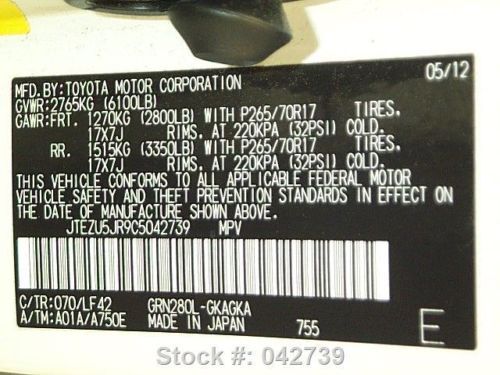 MFD.BY:TOYOTA MOTOR CORPORATION 05/12
GVWR:2765KG (6100LB)
GAWR:FRT. 1270KG (2800LB) WITH P265/70R17 TIRES,
17X7J RIMS, AT 220KPA (32PSI) COLD.
RR. 1515KG (3350LB) WITH P265/70R17 TIRES,
17X7J RIMS, AT 220KPA (32PSI) COLD.
THIS VEHICLE CONFORMS TO ALL APPLICABLE FEDERAL MOTOR
VEHICLE SAFETY AND THEFT PREVENTION STANDARDS IN EFFECT
ON THE DATE OF MANUFACTURE SHOWN ABOVE.
JTEZU5JR9C5042739 MPV
C/TR:070/LF42 GRN280L-GKAGKA
A/TM:A01A/A750E MADE IN JAPAN 755 E
Stock #: 042739